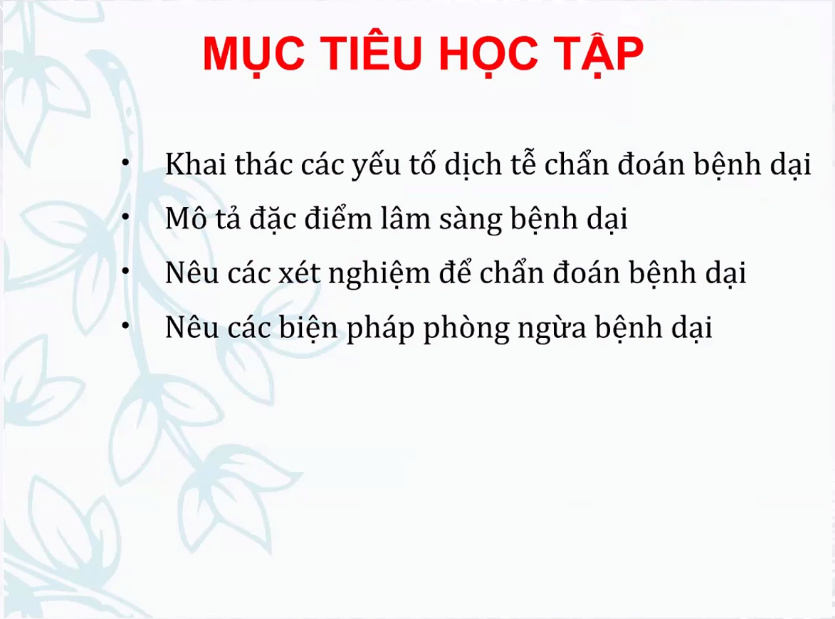 MỤC TIÊU HỌC TẬP
• Khai thác các yếu tố dịch tễ chẩn đoán bệnh dại
• Mô tả đặc điểm lâm sàng bệnh dại
• Nêu các xét nghiệm để chẩn đoán bệnh dại
• Nêu các biện pháp phòng ngừa bệnh dại